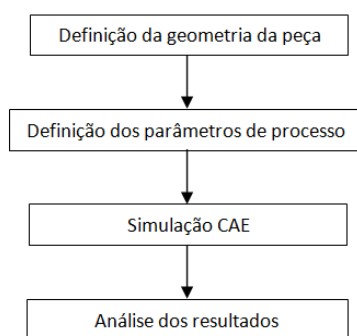 Definição da geometria da peça
Definição dos parâmetros de processo
Simulação CAE
Análise dos resultados